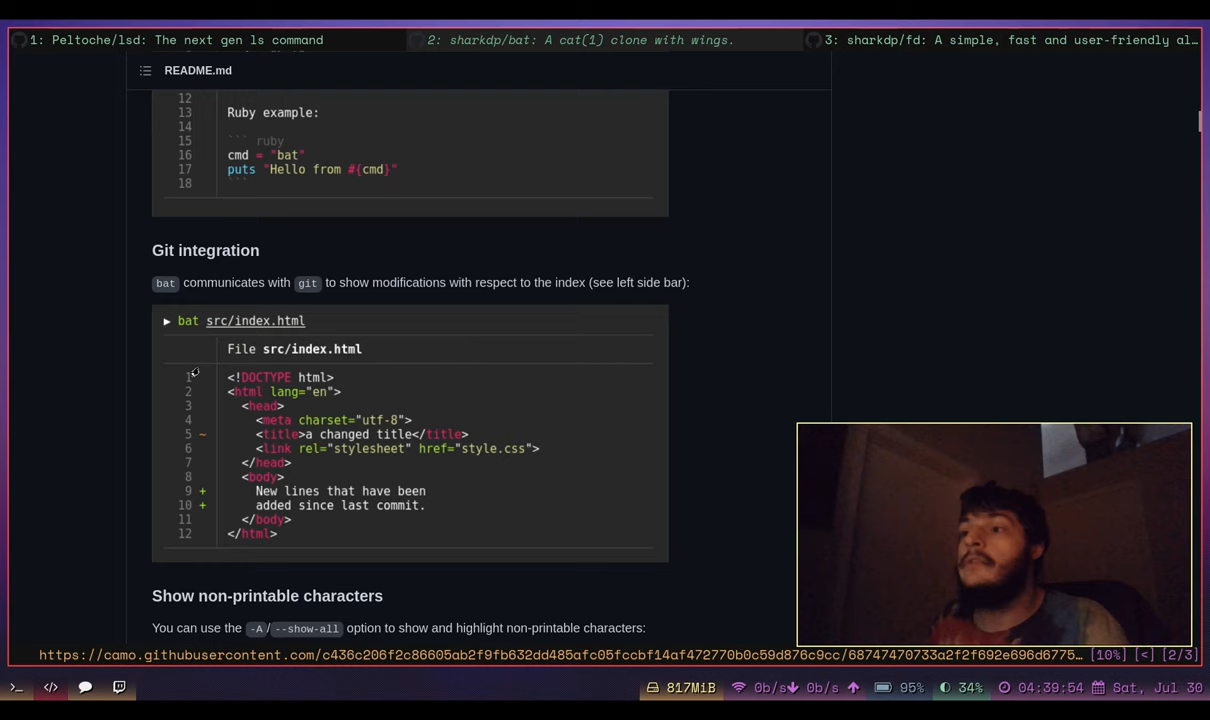 1: Peltoche/lsd: The next gen ls command
2: sharkdp/bat: A cat(1) clone with wings.
3: sharkdp/fd: A simple, fast and user-friendly al…
README.md
12
13 Ruby example:
14
15 ``` ruby
16 cmd = "bat"
17 puts "Hello from #{cmd}"
18 ```
Git integration
bat communicates with git to show modifications with respect to the index (see left side bar):
▶ bat src/index.html
File src/index.html
1 <!DOCTYPE html>
2 <html lang="en">
3 <head>
4 <meta charset="utf-8">
5 ~ <title>a changed title</title>
6 <link rel="stylesheet" href="style.css">
7 </head>
8 <body>
9 + New lines that have been
10 + added since last commit.
11 </body>
12 </html>
Show non-printable characters
You can use the -A/--show-all option to show and highlight non-printable characters:
https://camo.githubusercontent.com/c436c206f2c86605ab2f9fb632dd485afc05fccbf14af472770b0c59d876c9cc/68747470733a2f2f692e696d6775… [10%] [<] [2/3]
817MiB 0b/s 0b/s 95% 34% 04:39:54 Sat, Jul 30